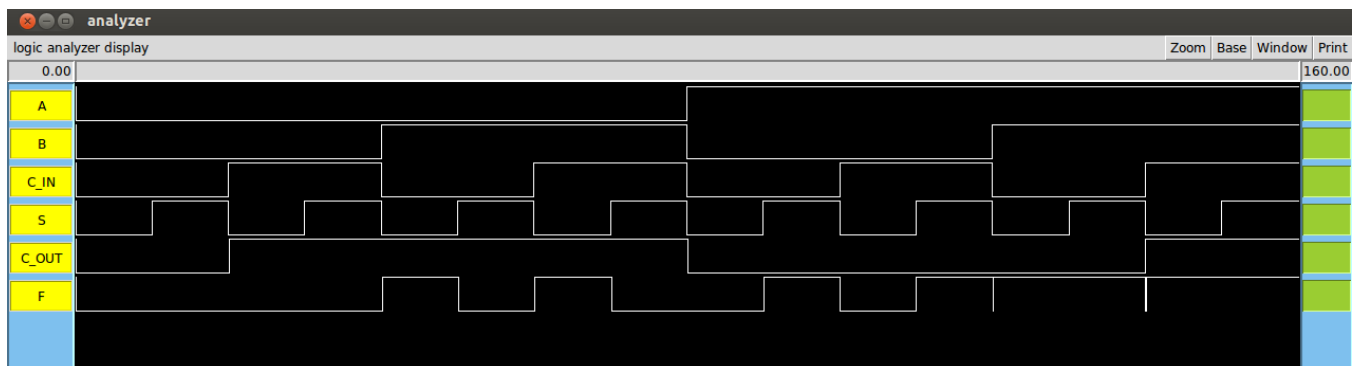 analyzer
logic analyzer display Zoom Base Window Print
0.00 160.00
A
B
C_IN
S
C_OUT
F